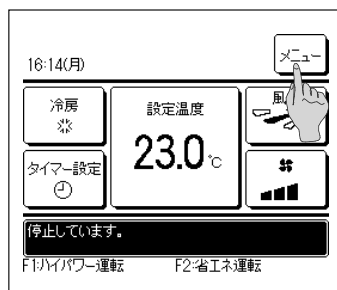 メニュー
16:14(月)
冷房
設定温度
風
タイマー設定
23.0℃
停止しています。
F1:ハイパワー運転 F2:省エネ運転